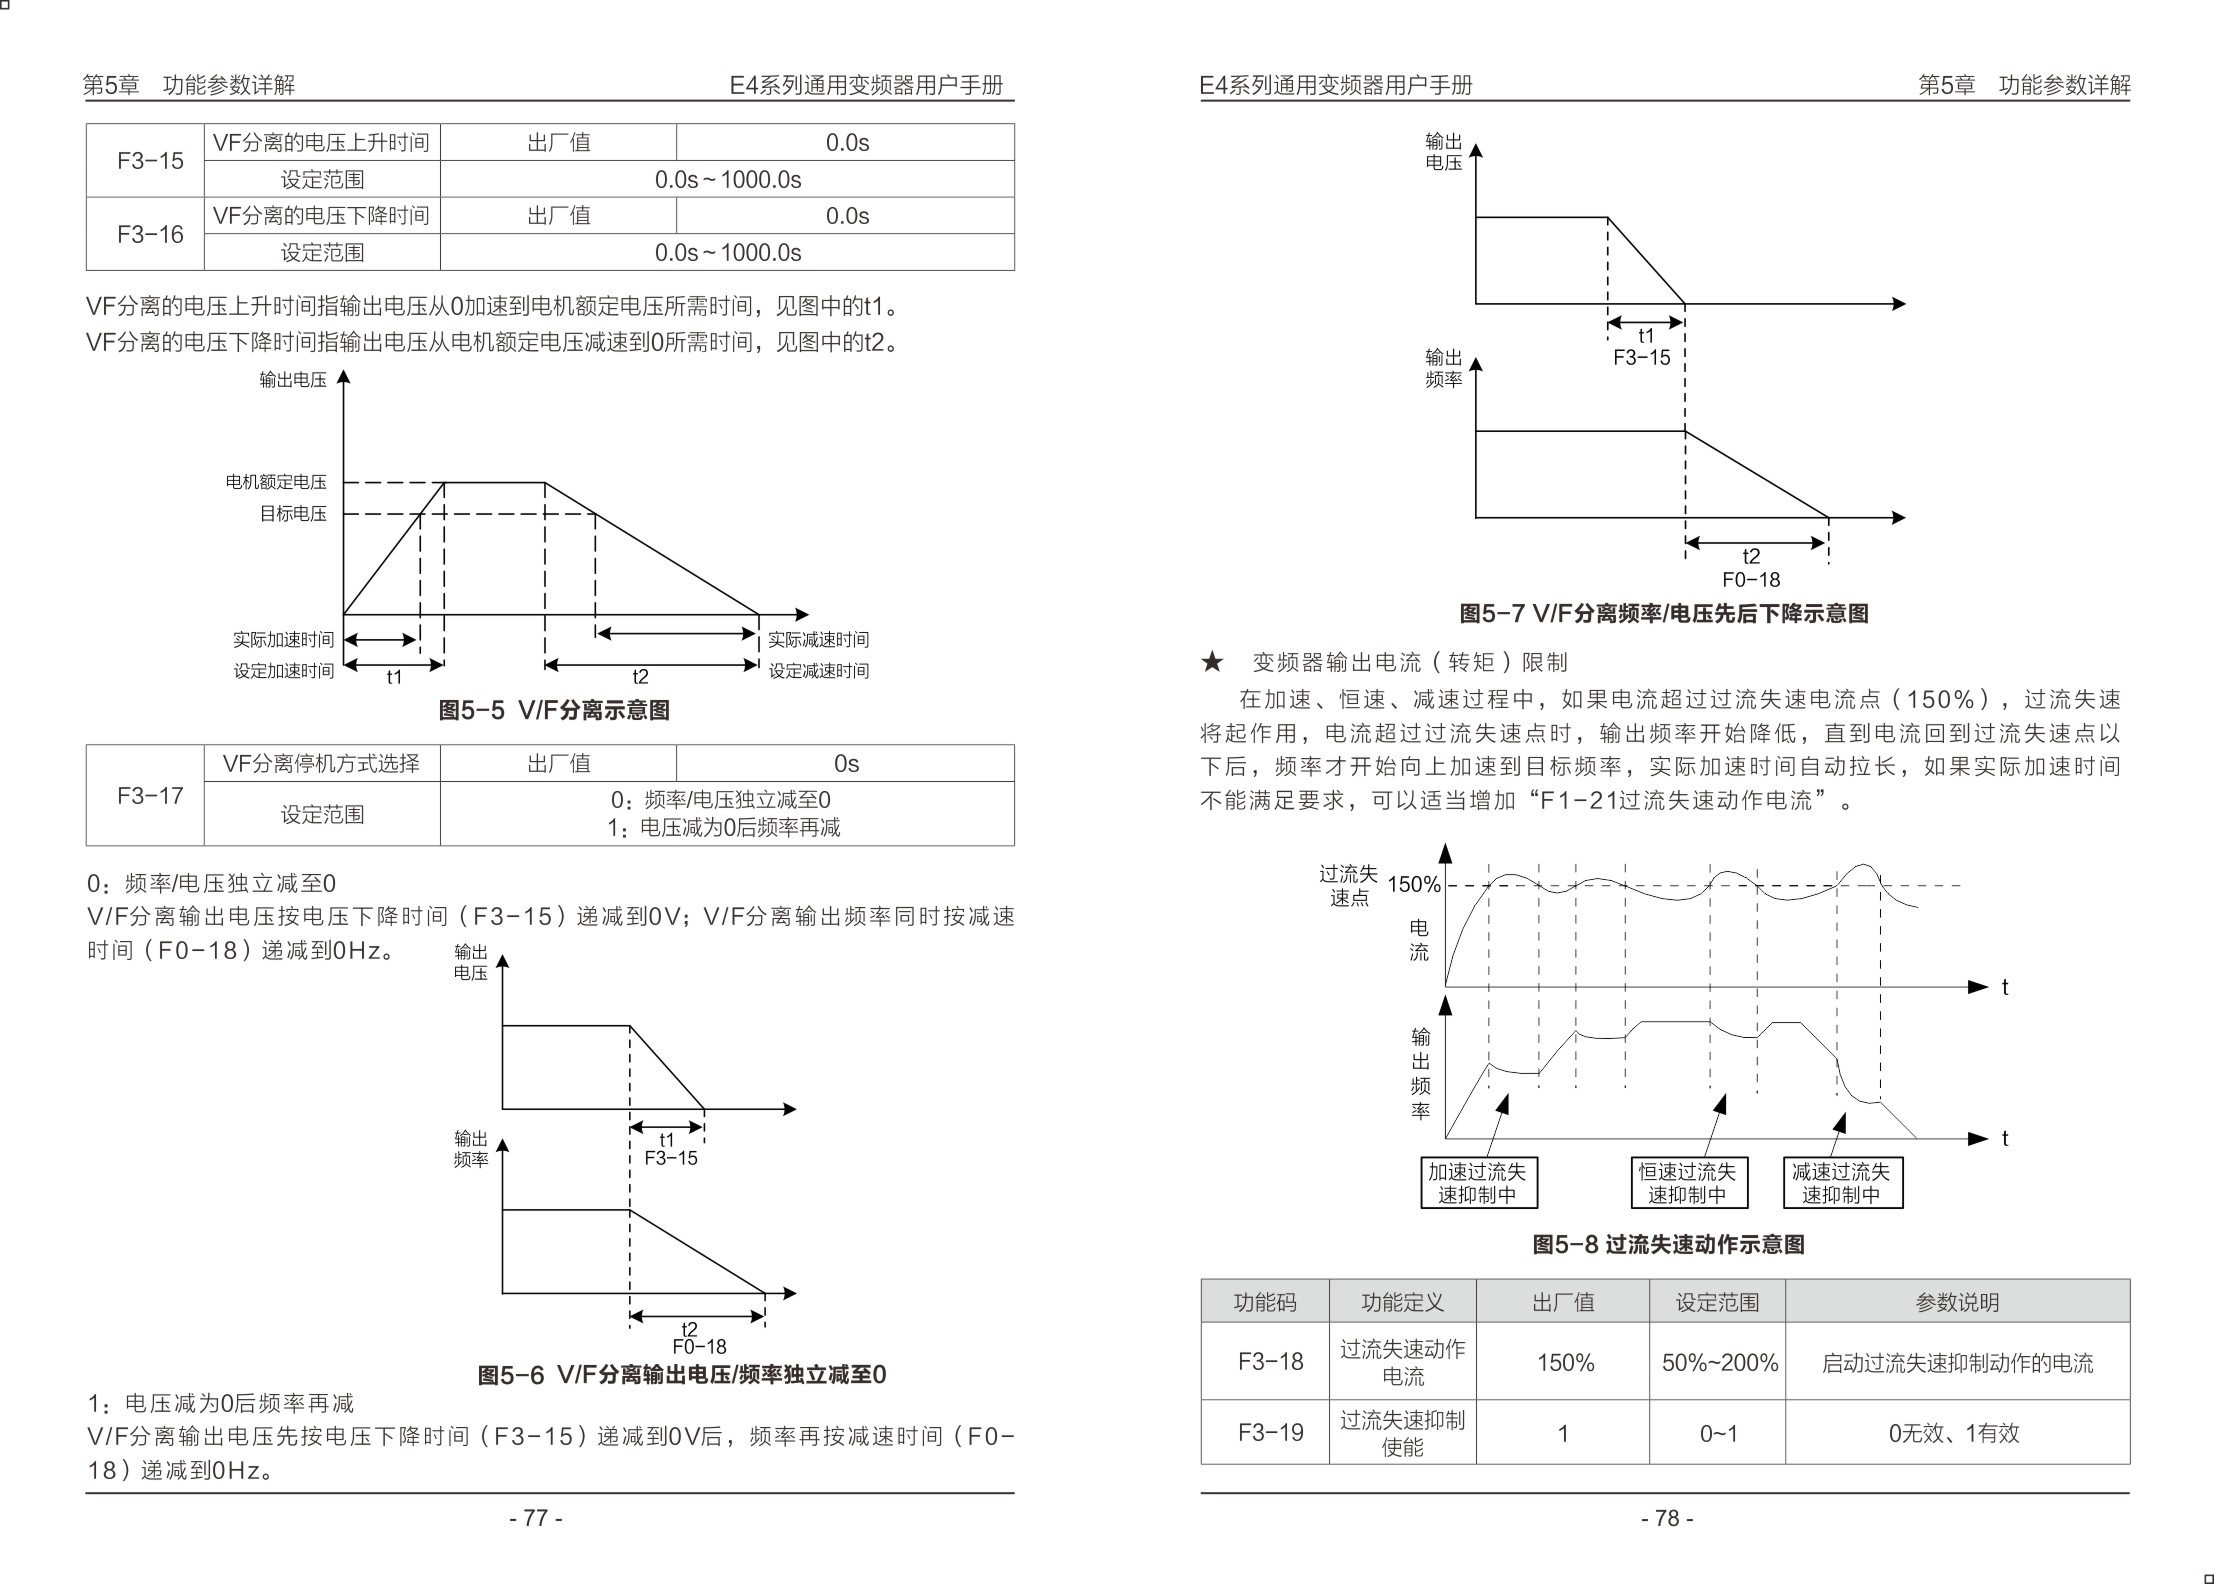 第5章　功能参数详解
E4系列通用变频器用户手册
F3-15
VF分离的电压上升时间
出厂值
0.0s
设定范围
0.0s~1000.0s
F3-16
VF分离的电压下降时间
出厂值
0.0s
设定范围
0.0s~1000.0s
VF分离的电压上升时间指输出电压从0加速到电机额定电压所需时间，见图中的t1。
VF分离的电压下降时间指输出电压从电机额定电压减速到0所需时间，见图中的t2。
输出电压
电机额定电压
目标电压
实际加速时间
实际减速时间
设定加速时间
t1
t2
设定减速时间
图5-5 V/F分离示意图
F3-17
VF分离停机方式选择
出厂值
0s
设定范围
0：频率/电压独立减至0
1：电压减为0后频率再减
0：频率/电压独立减至0
V/F分离输出电压按电压下降时间（F3-15）递减到0V；V/F分离输出频率同时按减速
时间（F0-18）递减到0Hz。
输出
电压
t1
F3-15
输出
频率
t2
F0-18
图5-6 V/F分离输出电压/频率独立减至0
1：电压减为0后频率再减
V/F分离输出电压先按电压下降时间（F3-15）递减到0V后，频率再按减速时间（F0-
18）递减到0Hz。
- 77 -
E4系列通用变频器用户手册
第5章　功能参数详解
输出
电压
t1
F3-15
输出
频率
t2
F0-18
图5-7 V/F分离频率/电压先后下降示意图
★　变频器输出电流（转矩）限制
在加速、恒速、减速过程中，如果电流超过过流失速电流点（150%），过流失速
将起作用，电流超过过流失速点时，输出频率开始降低，直到电流回到过流失速点以
下后，频率才开始向上加速到目标频率，实际加速时间自动拉长，如果实际加速时间
不能满足要求，可以适当增加“F1-21过流失速动作电流”。
过流失
速点
150%
电
流
t
输
出
频
率
t
加速过流失
速抑制中
恒速过流失
速抑制中
减速过流失
速抑制中
图5-8 过流失速动作示意图
功能码
功能定义
出厂值
设定范围
参数说明
F3-18
过流失速动作
电流
150%
50%~200%
启动过流失速抑制动作的电流
F3-19
过流失速抑制
使能
1
0~1
0无效、1有效
- 78 -